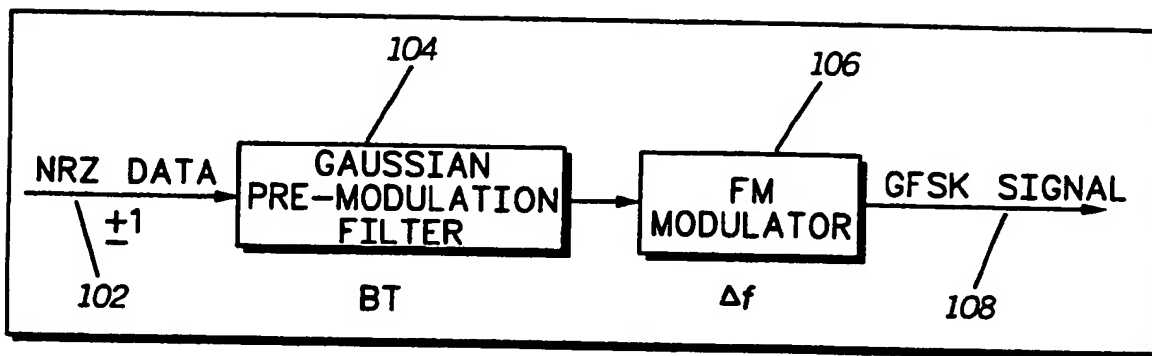 104
106
NRZ DATA
±1
102
GAUSSIAN
PRE-MODULATION
FILTER
BT
FM
MODULATOR
Δf
GFSK SIGNAL
108